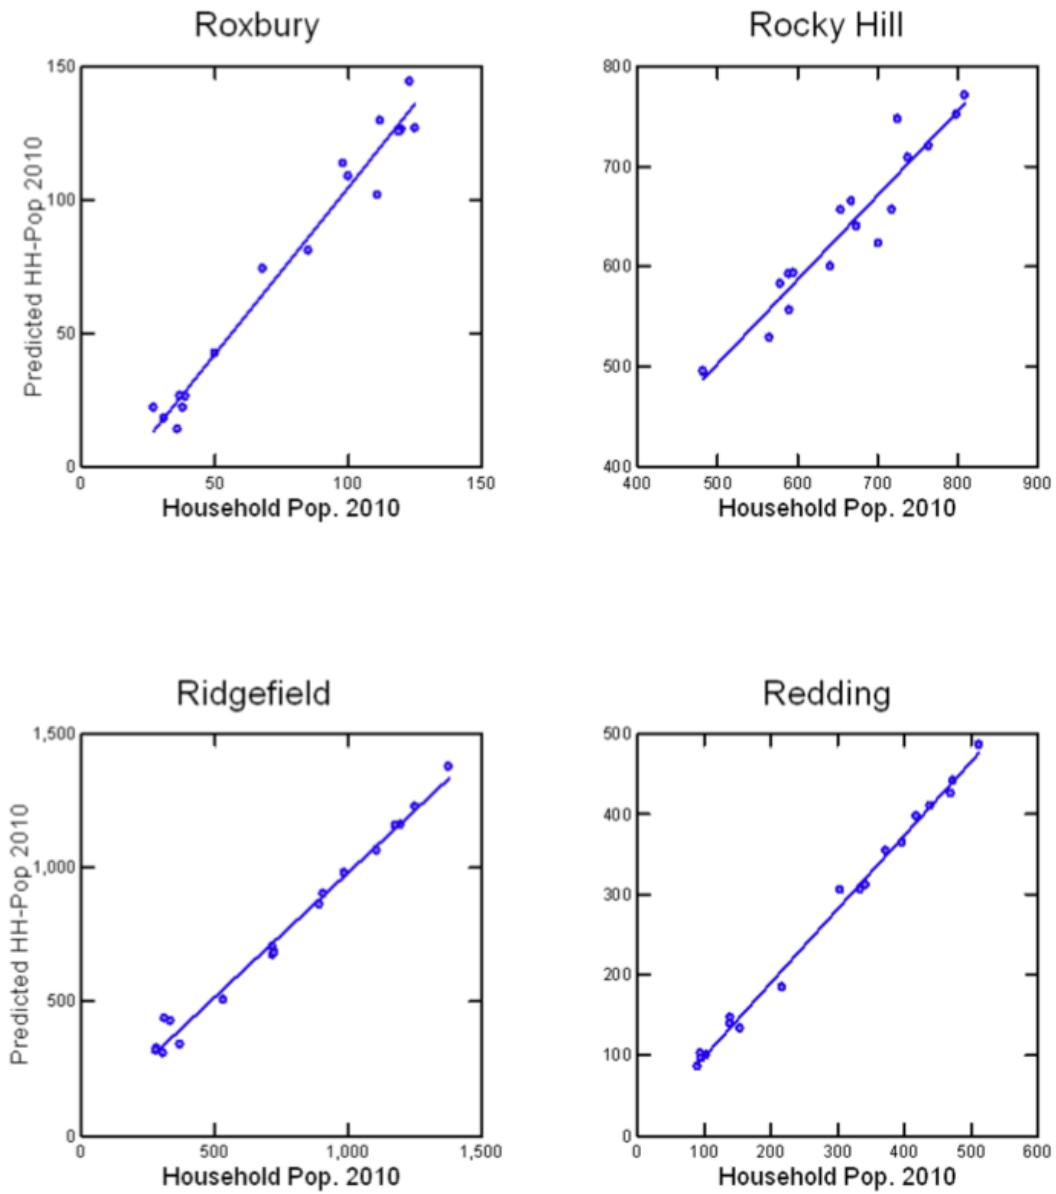 Roxbury
Predicted HH-Pop 2010
150
100
50
0
0 50 100 150
Household Pop. 2010
Rocky Hill
800
700
600
500
400
400 500 600 700 800 900
Household Pop. 2010
Ridgefield
Predicted HH-Pop 2010
1,500
1,000
500
0
0 500 1,000 1,500
Household Pop. 2010
Redding
500
400
300
200
100
0
0 100 200 300 400 500 600
Household Pop. 2010